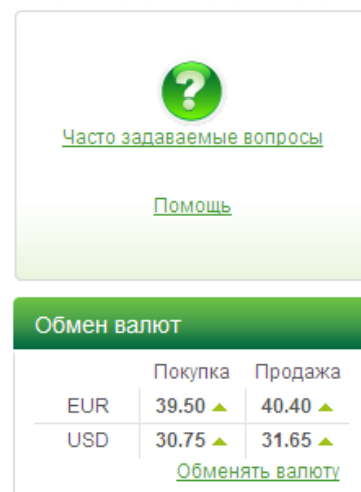 ?
Часто задаваемые вопросы
Помощь
Обмен валют
Покупка Продажа
EUR 39.50 40.40
USD 30.75 31.65
Обменять валюту